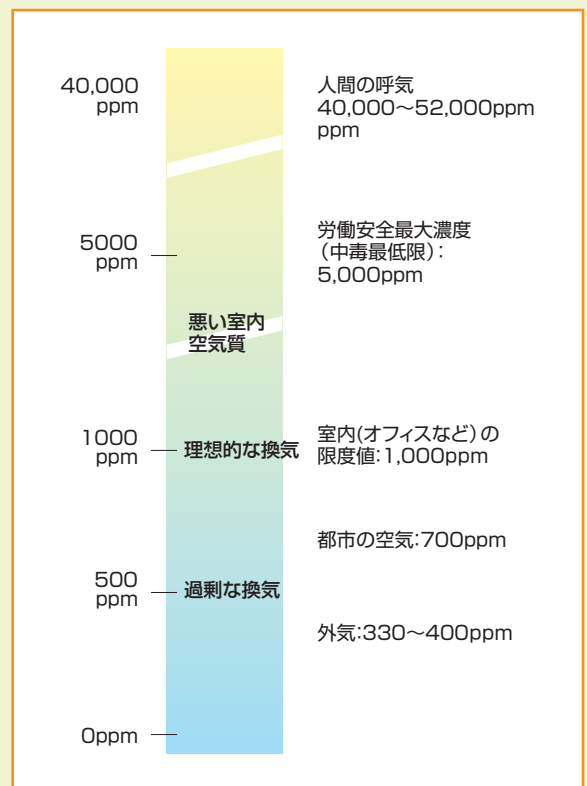 40,000
ppm
人間の呼気
40,000～52,000ppm
ppm
5000
ppm
労働安全最大濃度
（中毒最低限）：
5,000ppm
悪い室内
空気質
1000
ppm
理想的な換気
室内(オフィスなど）の
限度値:1,000ppm
都市の空気:700ppm
500
ppm
過剰な換気
外気:330～400ppm
0ppm